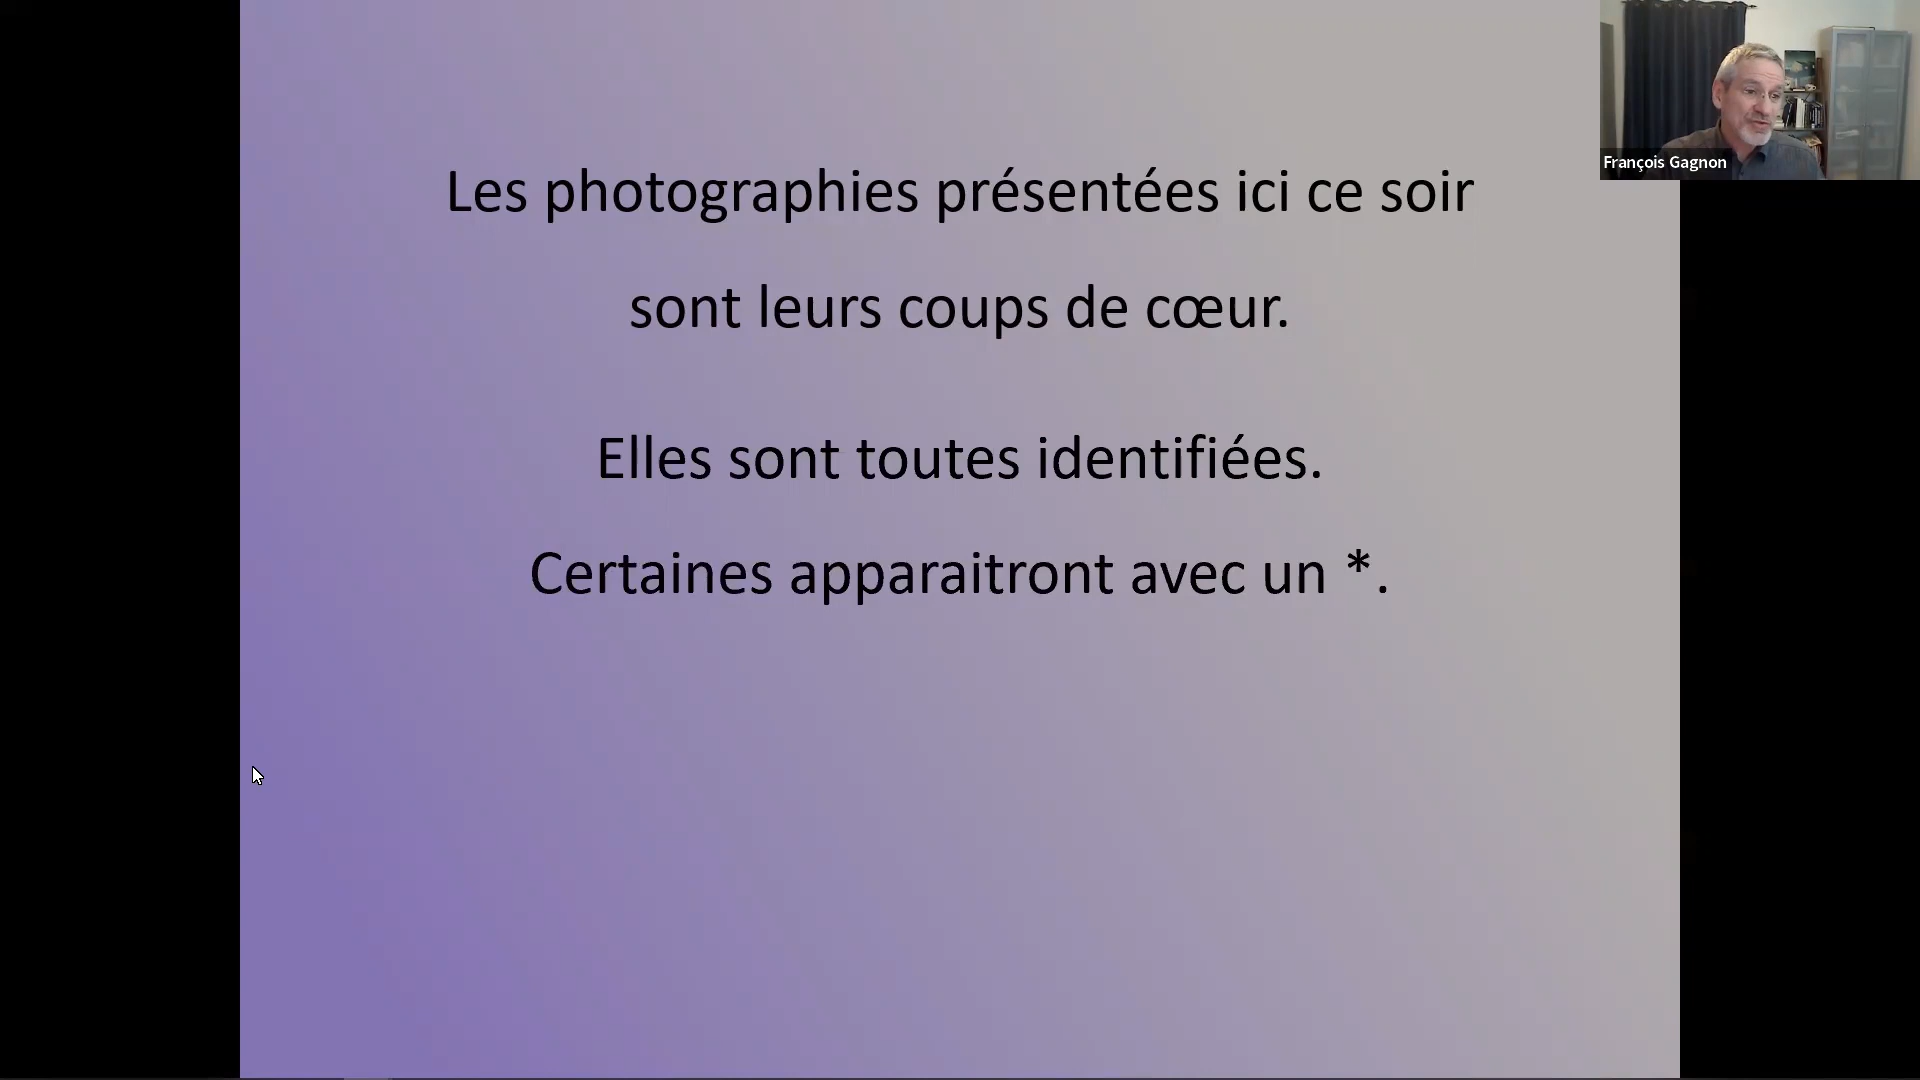 Les photographies présentées ici ce soir
sont leurs coups de cœur.
Elles sont toutes identifiées.
Certaines apparaitront avec un *.
François Gagnon